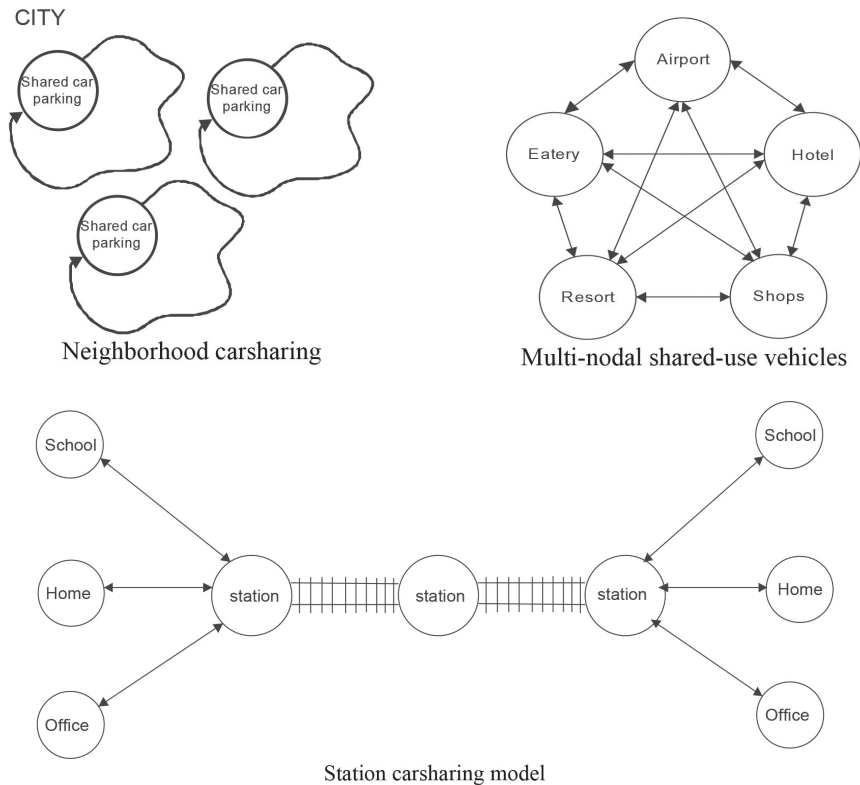 CITY
Shared car
parking
Shared car
parking
Shared car
parking
Neighborhood carsharing
Airport
Eatery
Hotel
Resort
Shops
Multi-nodal shared-use vehicles
School
Home
Office
station
station
station
School
Home
Office
Station carsharing model